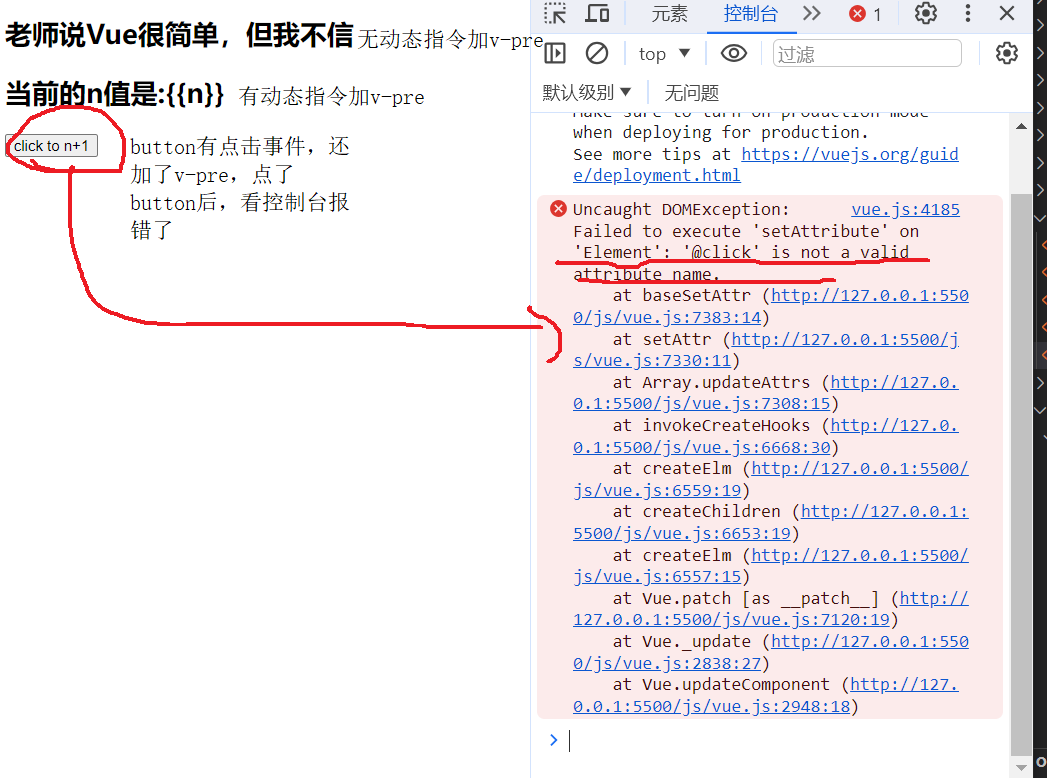 老师说Vue很简单，但我不信 无动态指令加v-pre
当前的n值是:{{n}} 有动态指令加v-pre
click to n+1
button有点击事件，还
加了v-pre，点了
button后，看控制台报
错了
元素 控制台 1
top 过滤
默认级别 无问题
Make sure to turn on production mode
when deploying for production.
See more tips at https://vuejs.org/guid
e/deployment.html
Uncaught DOMException: vue.js:4185
Failed to execute 'setAttribute' on
'Element': '@click' is not a valid
attribute name.
at baseSetAttr (http://127.0.0.1:550
0/js/vue.js:7383:14)
at setAttr (http://127.0.0.1:5500/j
s/vue.js:7330:11)
at Array.updateAttrs (http://127.0.
0.1:5500/js/vue.js:7308:15)
at invokeCreateHooks (http://127.0.
0.1:5500/js/vue.js:6668:30)
at createElm (http://127.0.0.1:5500/
js/vue.js:6559:19)
at createChildren (http://127.0.0.1:
5500/js/vue.js:6653:19)
at createElm (http://127.0.0.1:5500/
js/vue.js:6557:15)
at Vue.patch [as __patch__] (http://
127.0.0.1:5500/js/vue.js:7120:19)
at Vue._update (http://127.0.0.1:550
0/js/vue.js:2838:27)
at Vue.updateComponent (http://127.
0.0.1:5500/js/vue.js:2948:18)